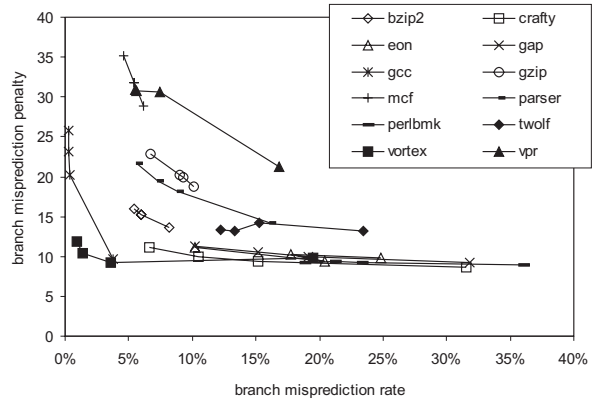 40
35
30
25
20
15
10
5
0
branch misprediction penalty
0% 5% 10% 15% 20% 25% 30% 35% 40%
branch misprediction rate
bzip2 crafty
eon gap
gcc gzip
mcf parser
perlbmk twolf
vortex vpr